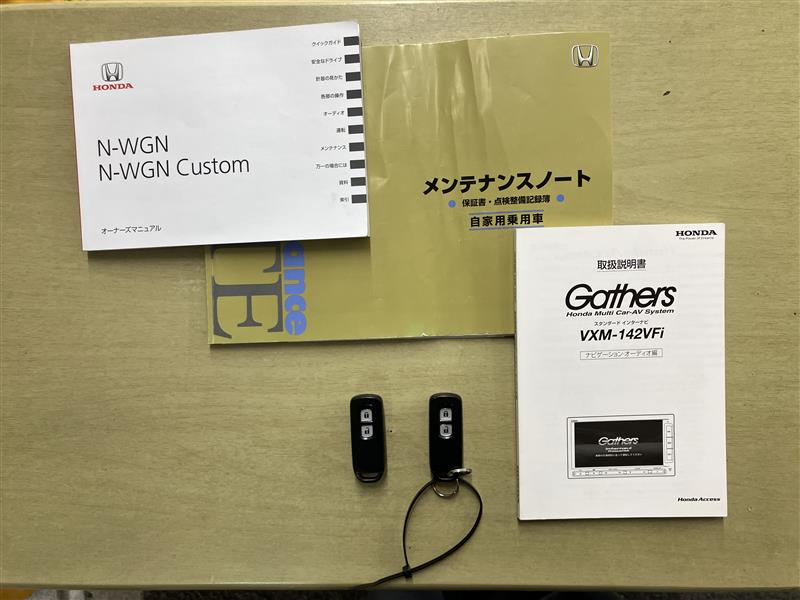 HONDA
N-WGN
N-WGN Custom
オーナーズマニュアル
クイックガイド
安全なドライブ
計器の見かた
各部の操作
オーディオ
運転
メンテナンス
万一の場合には
資料
索引
メンテナンスノート
保証書・点検整備記録簿
自家用乗用車
ance
TE
HONDA
The Power of Dreams
取扱説明書
Gathers
Honda Multi Car-AV System
スタンダード インターナビ
VXM-142VFi
ナビゲーション・オーディオ編
Gathers
Honda Access